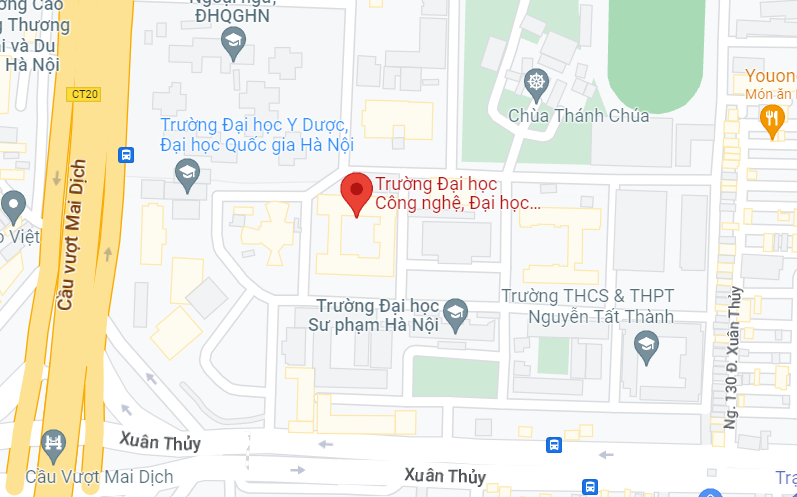 ờng Cao
g Thương
i và Du
Hà Nội
Ngoại ngữ,
ĐHQGHN
CT20
Trường Đại học Y Dược,
Đại học Quốc gia Hà Nội
Chùa Thánh Chúa
Món ăn
Trường Đại học
Công nghệ, Đại học...
Cầu vượt Mai Dịch
o Việt
Trường Đại học
Sư phạm Hà Nội
Trường THCS & THPT
Nguyễn Tất Thành
Ng. 130 Đ. Xuân Thủy
Xuân Thủy
Cầu Vượt Mai Dịch
Xuân Thủy